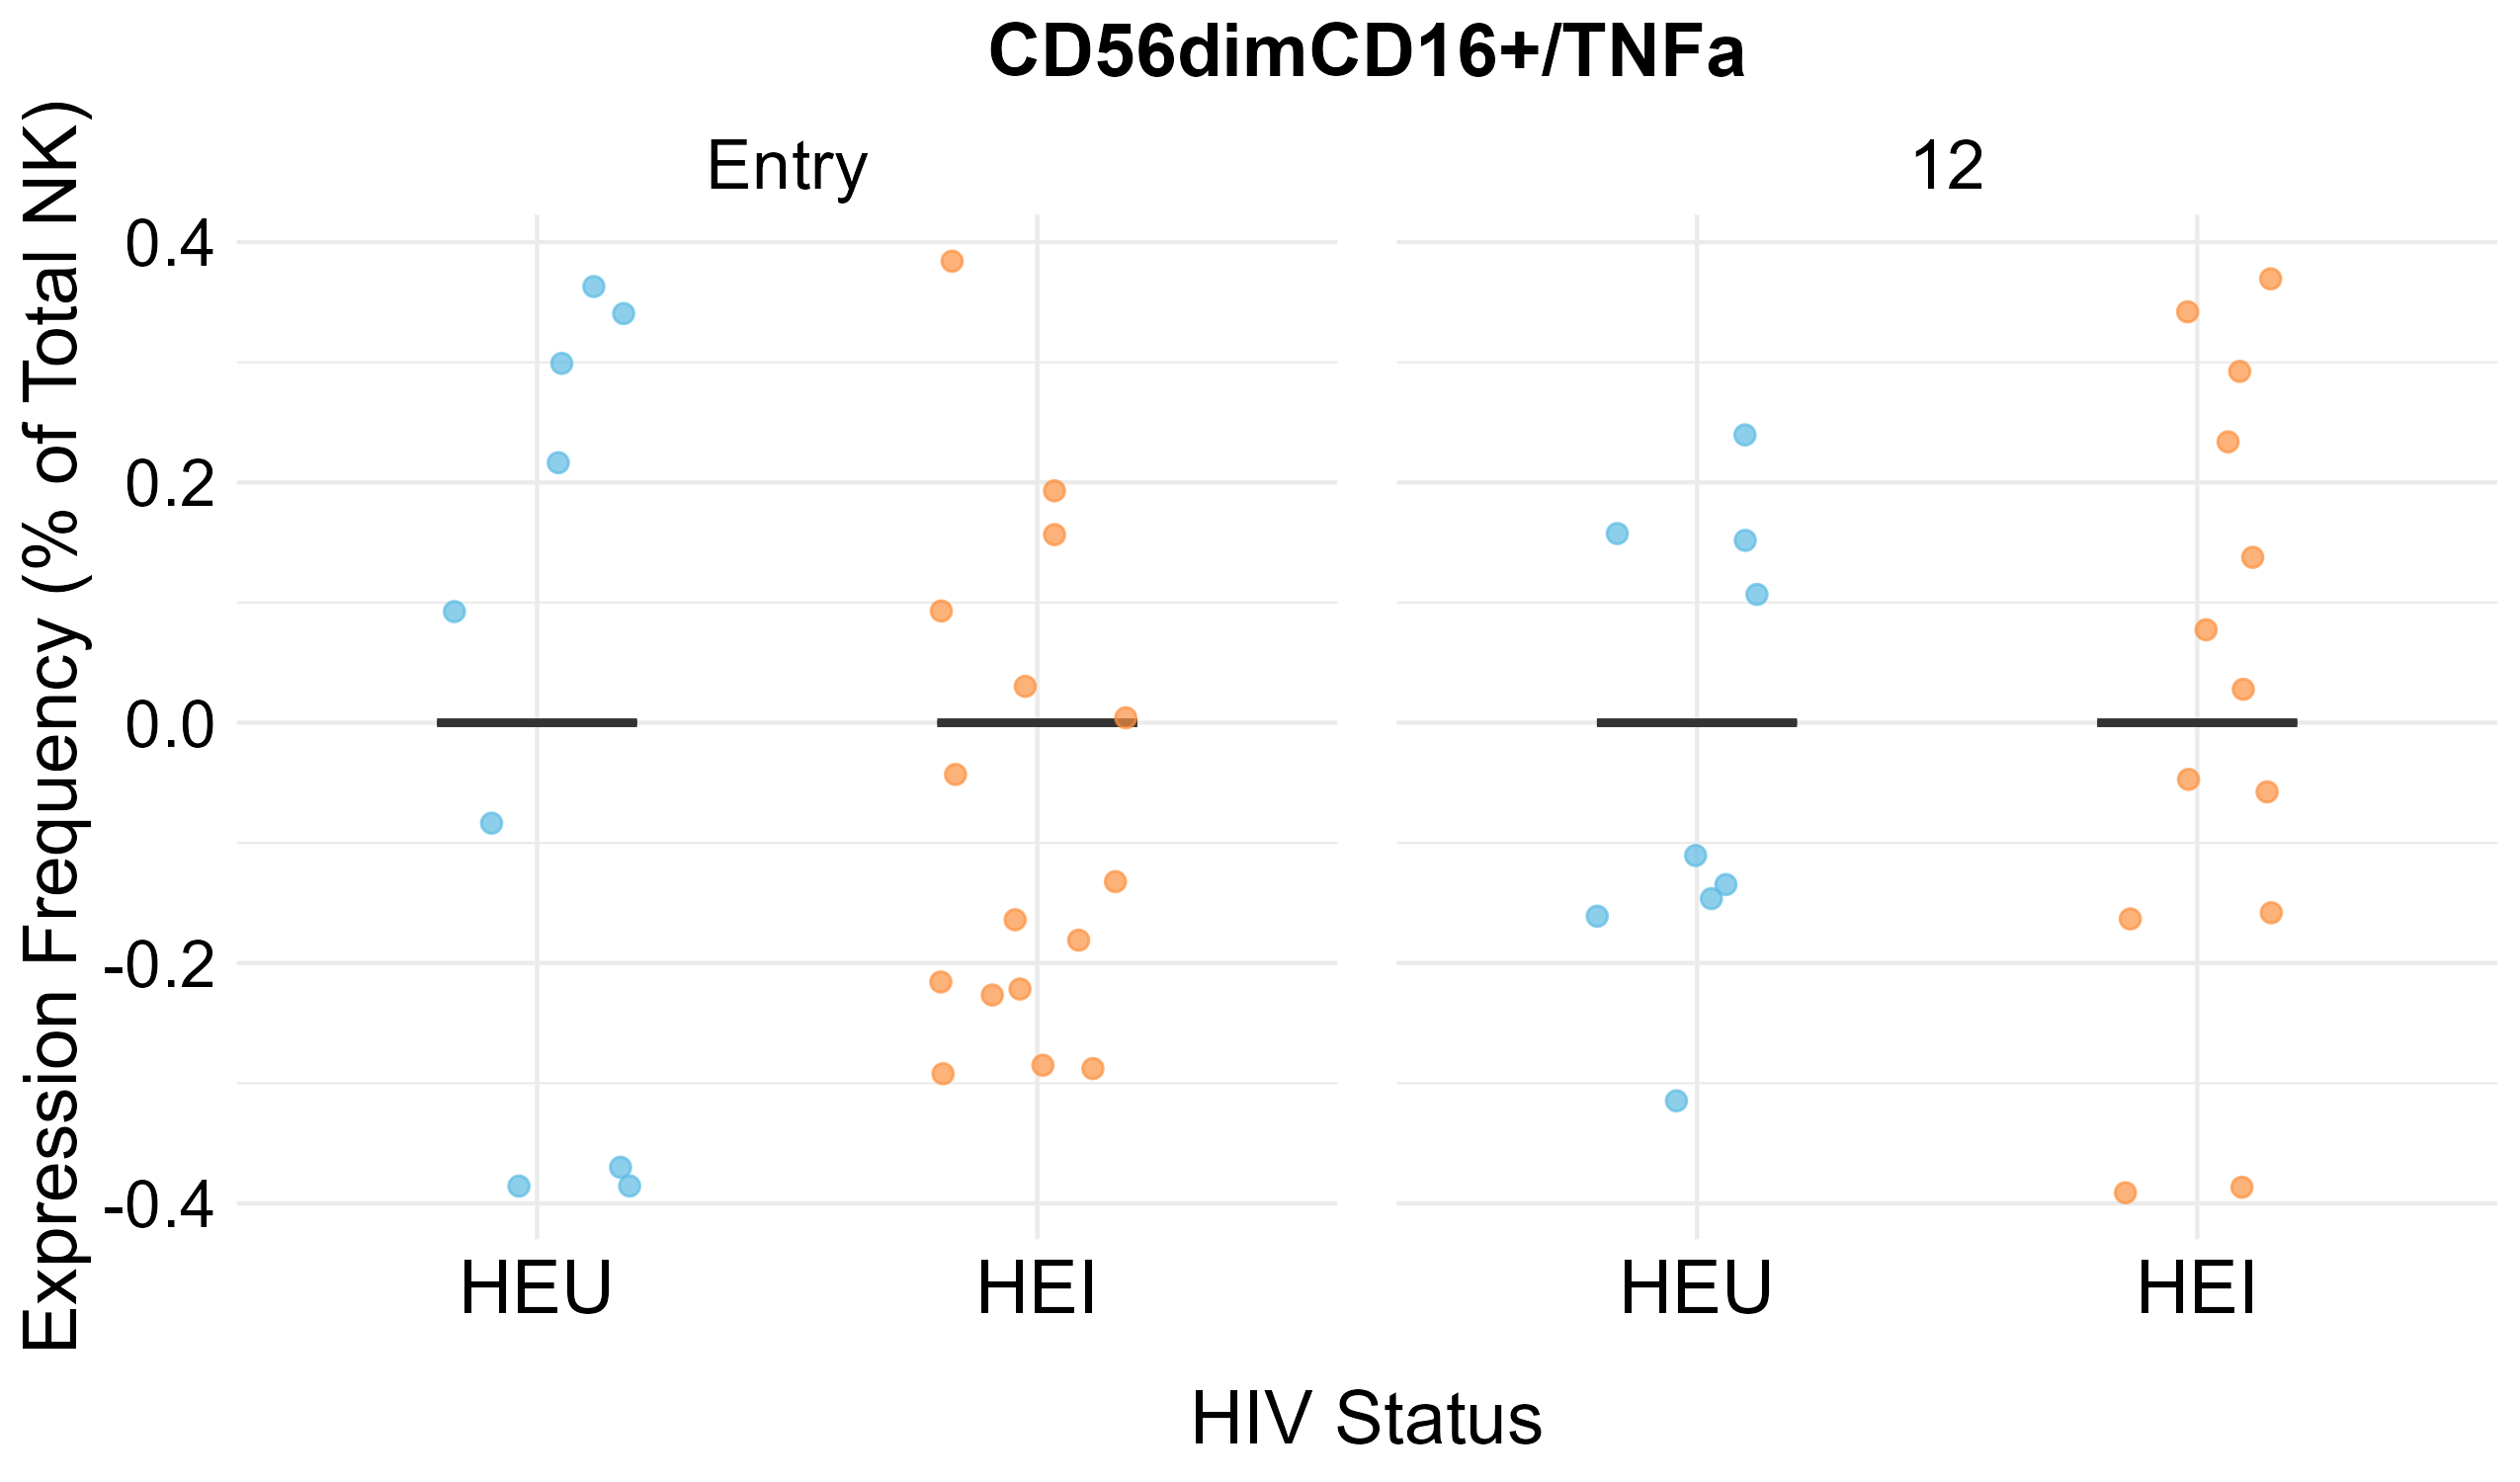 CD56dimCD16+/TNFa
Entry
12
Expression Frequency (% of Total NK)
0.4
0.2
0.0
-0.2
-0.4
HEU
HEI
HEU
HEI
HIV Status